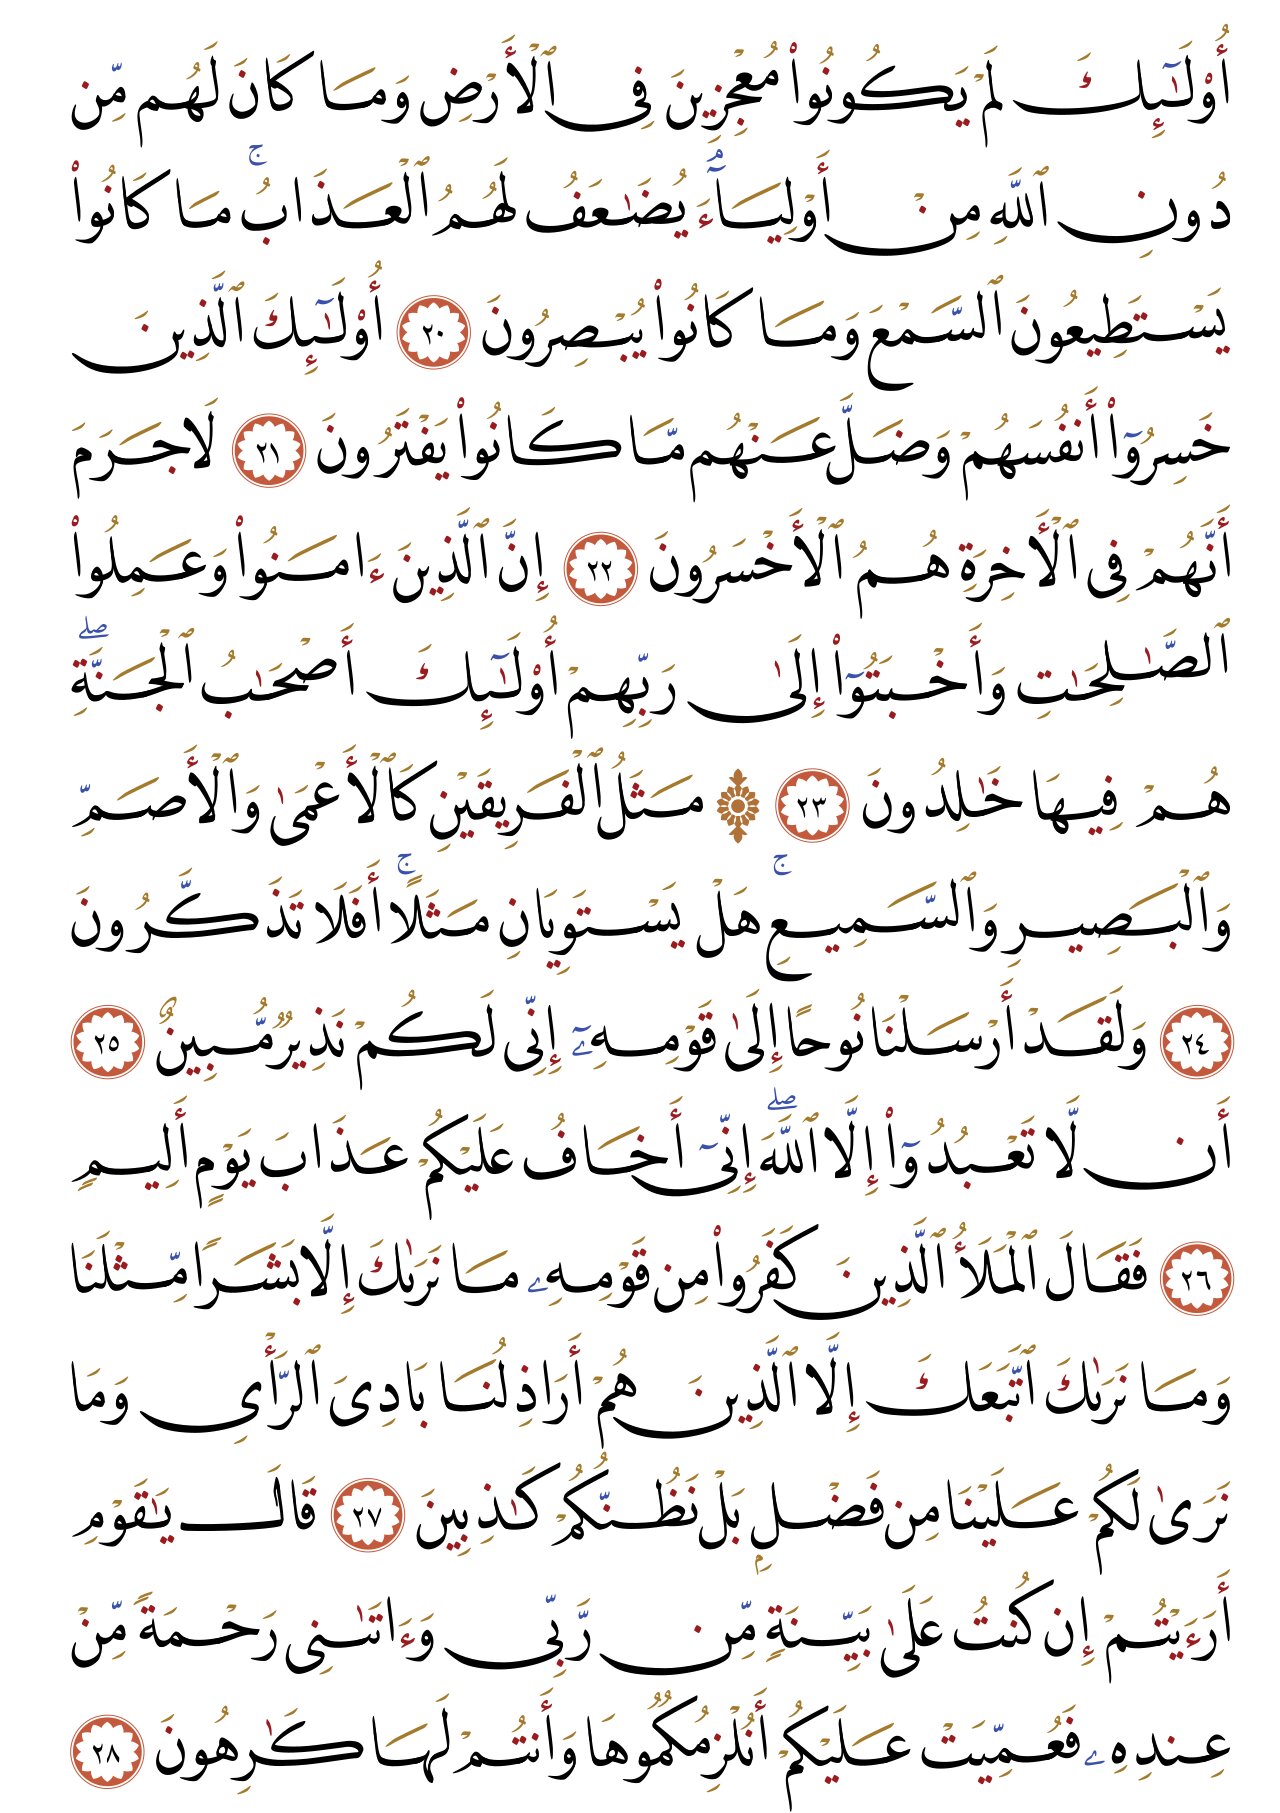 أُو۟لَـٰٓئِكَ لَمْ يَكُونُوا۟ مُعْجِزِينَ فِى ٱلْأَرْضِ وَمَا كَانَ لَهُم مِّن
دُونِ ٱللَّهِ مِنْ أَوْلِيَآءَ ۘ يُضَـٰعَفُ لَهُمُ ٱلْعَذَابُ ۚ مَا كَانُوا۟
يَسْتَطِيعُونَ ٱلسَّمْعَ وَمَا كَانُوا۟ يُبْصِرُونَ ٢٠ أُو۟لَـٰٓئِكَ ٱلَّذِينَ
خَسِرُوٓا۟ أَنفُسَهُمْ وَضَلَّ عَنْهُم مَّا كَانُوا۟ يَفْتَرُونَ ٢١ لَا جَرَمَ
أَنَّهُمْ فِى ٱلْـَٔاخِرَةِ هُمُ ٱلْأَخْسَرُونَ ٢٢ إِنَّ ٱلَّذِينَ ءَامَنُوا۟ وَعَمِلُوا۟
ٱلصَّـٰلِحَـٰتِ وَأَخْبَتُوٓا۟ إِلَىٰ رَبِّهِمْ أُو۟لَـٰٓئِكَ أَصْحَـٰبُ ٱلْجَنَّةِ ۖ
هُمْ فِيهَا خَـٰلِدُونَ ٢٣ ۞ مَثَلُ ٱلْفَرِيقَيْنِ كَٱلْأَعْمَىٰ وَٱلْأَصَمِّ
وَٱلْبَصِيرِ وَٱلسَّمِيعِ ۚ هَلْ يَسْتَوِيَانِ مَثَلًا ۚ أَفَلَا تَذَكَّرُونَ
٢٤ وَلَقَدْ أَرْسَلْنَا نُوحًا إِلَىٰ قَوْمِهِۦٓ إِنِّى لَكُمْ نَذِيرٌ مُّبِينٌ ٢٥
أَن لَّا تَعْبُدُوٓا۟ إِلَّا ٱللَّهَ ۖ إِنِّىٓ أَخَافُ عَلَيْكُمْ عَذَابَ يَوْمٍ أَلِيمٍ
٢٦ فَقَالَ ٱلْمَلَأُ ٱلَّذِينَ كَفَرُوا۟ مِن قَوْمِهِۦ مَا نَرَىٰكَ إِلَّا بَشَرًا مِّثْلَنَا
وَمَا نَرَىٰكَ ٱتَّبَعَكَ إِلَّا ٱلَّذِينَ هُمْ أَرَاذِلُنَا بَادِىَ ٱلرَّأْىِ وَمَا
نَرَىٰ لَكُمْ عَلَيْنَا مِن فَضْلٍۭ بَلْ نَظُنُّكُمْ كَـٰذِبِينَ ٢٧ قَالَ يَـٰقَوْمِ
أَرَءَيْتُمْ إِن كُنتُ عَلَىٰ بَيِّنَةٍ مِّن رَّبِّى وَءَاتَىٰنِى رَحْمَةً مِّنْ
عِندِهِۦ فَعُمِّيَتْ عَلَيْكُمْ أَنُلْزِمُكُمُوهَا وَأَنتُمْ لَهَا كَـٰرِهُونَ ٢٨